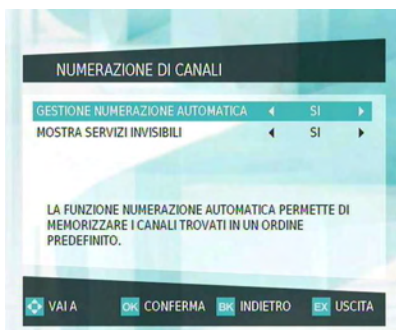 NUMERAZIONE DI CANALI
GESTIONE NUMERAZIONE AUTOMATICA SI
MOSTRA SERVIZI INVISIBILI SI
LA FUNZIONE NUMERAZIONE AUTOMATICA PERMETTE DI
MEMORIZZARE I CANALI TROVATI IN UN ORDINE
PREDEFINITO.
VAI A OK CONFERMA BK INDIETRO EX USCITA